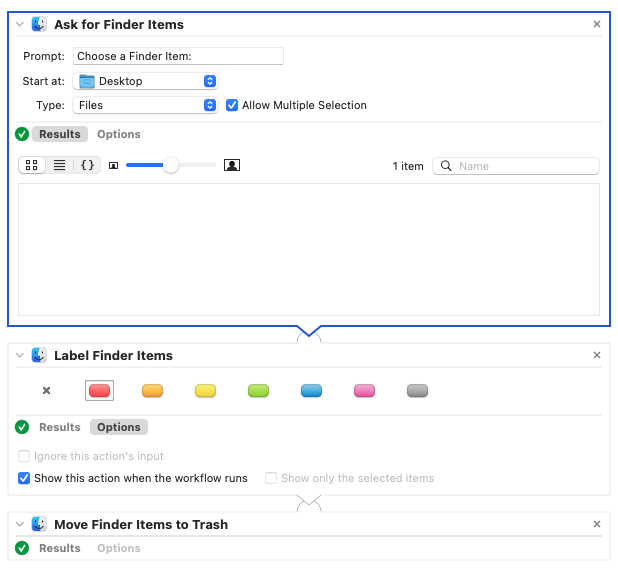 Ask for Finder Items
Prompt: Choose a Finder Item:
Start at: Desktop
Type: Files Allow Multiple Selection
Results Options
1 item Name
Label Finder Items
Results Options
Ignore this action's input
Show this action when the workflow runs Show only the selected items
Move Finder Items to Trash
Results Options